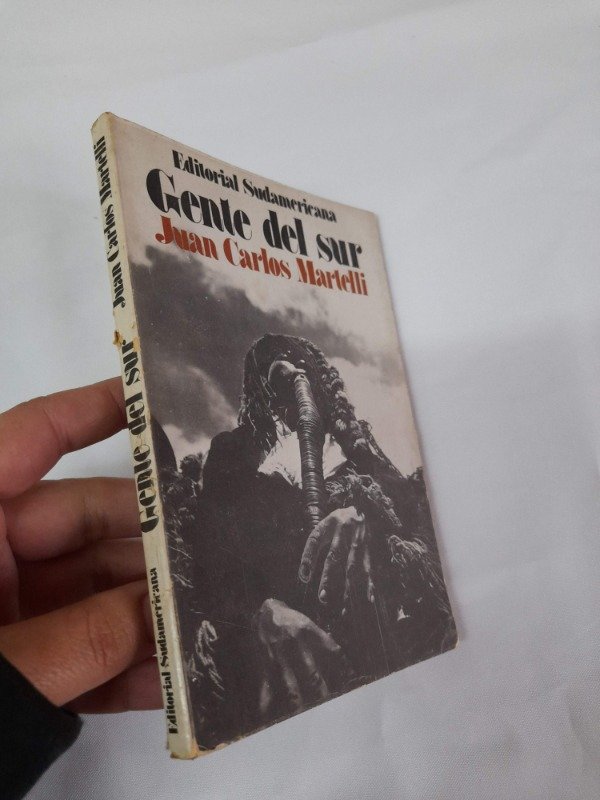 Editorial Sudamericana
Gente del sur
Juan Carlos Martelli
Juan Carlos Martelli
Gente del sur
Editorial Sudamericana